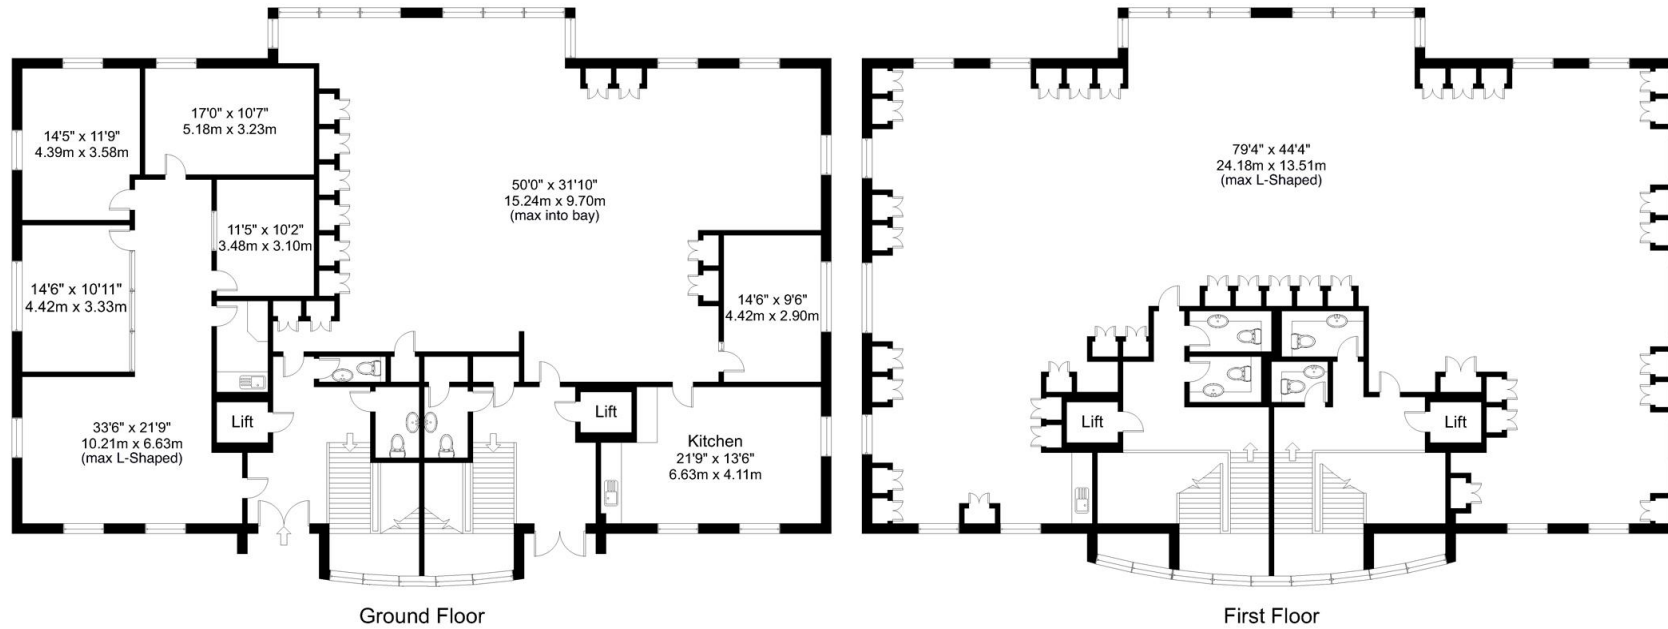 17'0" x 10'7"
5.18m x 3.23m
14'5" x 11'9"
4.39m x 3.58m
50'0" x 31'10"
15.24m x 9.70m
(max into bay)
11'5" x 10'2"
3.48m x 3.10m
14'6" x 10'11"
4.42m x 3.33m
14'6" x 9'6"
4.42m x 2.90m
Lift
Lift
33'6" x 21'9"
10.21m x 6.63m
(max L-Shaped)
Kitchen
21'9" x 13'6"
6.63m x 4.11m
Ground Floor
79'4" x 44'4"
24.18m x 13.51m
(max L-Shaped)
Lift
Lift
First Floor